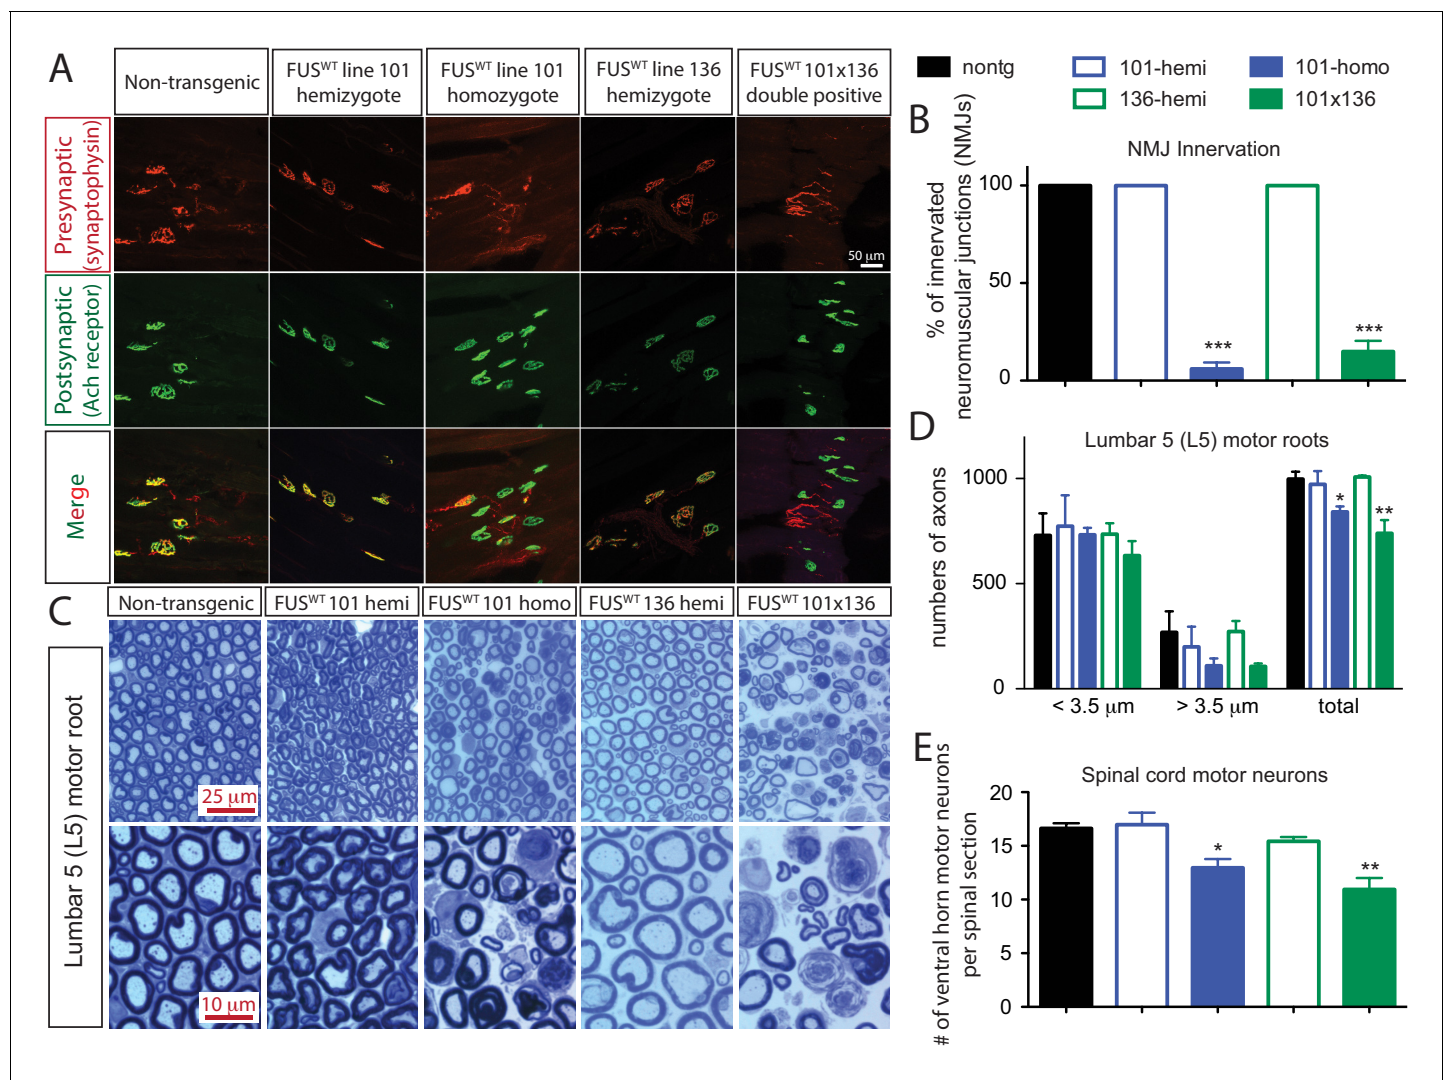 A
Non-transgenic
FUSWT line 101
hemizygote
FUSWT line 101
homozygote
FUSWT line 136
hemizygote
FUSWT 101x136
double positive
Presynaptic
(synaptophysin)
50 µm
Postsynaptic
(Ach receptor)
Merge
nontg
101-hemi
101-homo
136-hemi
101x136
B
NMJ Innervation
% of innervated
neuromuscular junctions (NMJs)
100
50
0
***
***
C
Non-transgenic
FUSWT 101 hemi
FUSWT 101 homo
FUSWT 136 hemi
FUSWT 101x136
Lumbar 5 (L5) motor root
25 µm
10 µm
D
Lumbar 5 (L5) motor roots
numbers of axons
1000
500
0
*
**
< 3.5 µm
> 3.5 µm
total
E
Spinal cord motor neurons
# of ventral horn motor neurons
per spinal section
20
15
10
5
0
*
**